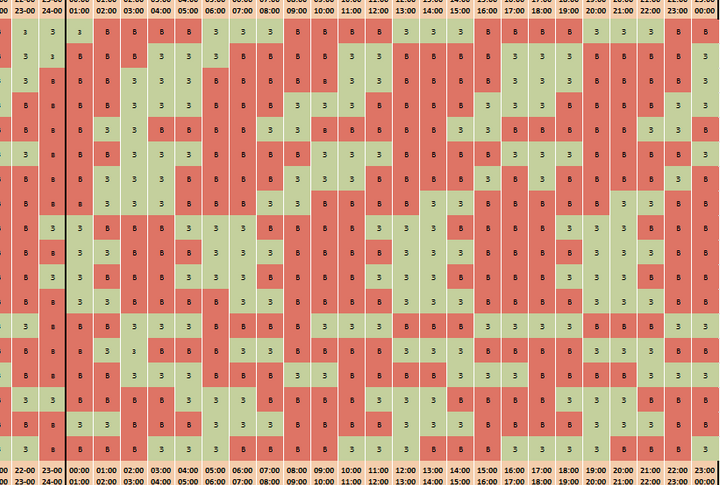 00 22-00 23-00 00:00 01:00 02:00 03:00 04:00 05:00 06:00 07:00 08:00 09:00 10:00 11:00 12:00 13:00 14:00 15:00 16:00 17:00 18:00 19:00 20:00 21:00 22:00 23:00
00 23-00 24-00 01:00 02:00 03:00 04:00 05:00 06:00 07:00 08:00 09:00 10:00 11:00 12:00 13:00 14:00 15:00 16:00 17:00 18:00 19:00 20:00 21:00 22:00 23:00 00:00
З З З В В В В З З З В В В В З З З В В В В З З З В В
З З В В В З З З В В В В З З В В В В З З З В В В В З
З В В В З З З В В В В В З З В В В В З З З В В В З З
В В В В З З З В В В З З З В В В В З З З В В В В З З
В В В З З В В В В З З В В В В В З З В В В В В З З В
З В В В З З З В В В В З З З В В В В З З З В В В В З
В В В З З З З В В В З З З В В В В З В З В В В В З В
В В В З З З З В В З З В В В В З З В В В В В З З В В
В З З В В В З З З В В В В З З З В В В В З З З В В В
В В З З В В В З З З В В В В З З З В В В В З З З В В
В З З В В В З З З В В В В З З З В В В В З З З В В В
В В З З В В В В З З В В В В З З З В В В В З З З В В
З В В В З З З В В В В З З З В В В З З З З В В В З З
В В В З З В В В З З В В В В З З З В В В В З З З В В
З В В В З З З В В В З З В В З З З В В В В В В З З З
З З В В В В З З З В В В В З З З В В В В З З З В В В
В В З З В В В З З З В В В В З З З В В В В З З З В В
З В В В В З З З В В В В З З З В В В З З З З В В В З
00 22-00 23-00 00:00 01:00 02:00 03:00 04:00 05:00 06:00 07:00 08:00 09:00 10:00 11:00 12:00 13:00 14:00 15:00 16:00 17:00 18:00 19:00 20:00 21:00 22:00 23:00
00 23-00 24-00 01:00 02:00 03:00 04:00 05:00 06:00 07:00 08:00 09:00 10:00 11:00 12:00 13:00 14:00 15:00 16:00 17:00 18:00 19:00 20:00 21:00 22:00 23:00 00:00